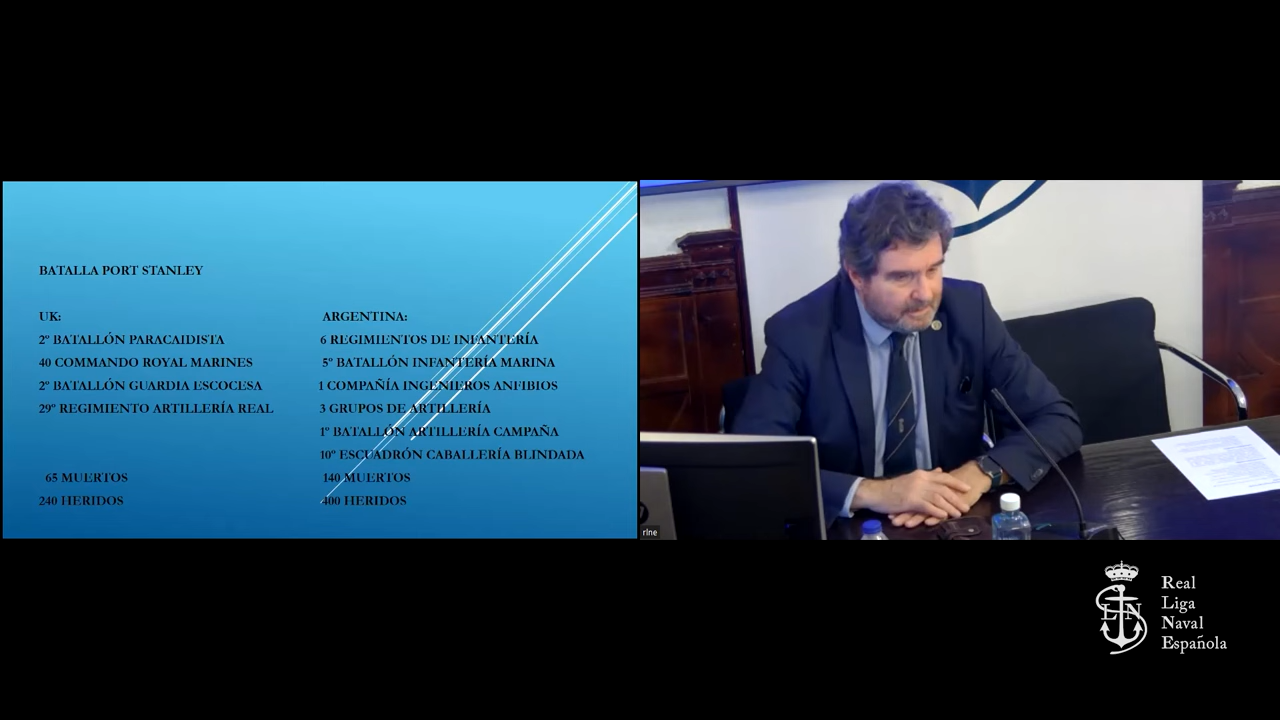 BATALLA PORT STANLEY
UK:
2º BATALLÓN PARACAIDISTA
40 COMMANDO ROYAL MARINES
2º BATALLÓN GUARDIA ESCOCESA
29º REGIMIENTO ARTILLERÍA REAL
65 MUERTOS
240 HERIDOS
ARGENTINA:
6 REGIMIENTOS DE INFANTERÍA
5º BATALLÓN INFANTERÍA MARINA
1 COMPAÑÍA INGENIEROS ANFIBIOS
3 GRUPOS DE ARTILLERÍA
1º BATALLÓN ARTILLERÍA CAMPAÑA
10º ESCUADRÓN CABALLERÍA BLINDADA
140 MUERTOS
400 HERIDOS
rlne
LN
Real
Liga
Naval
Española